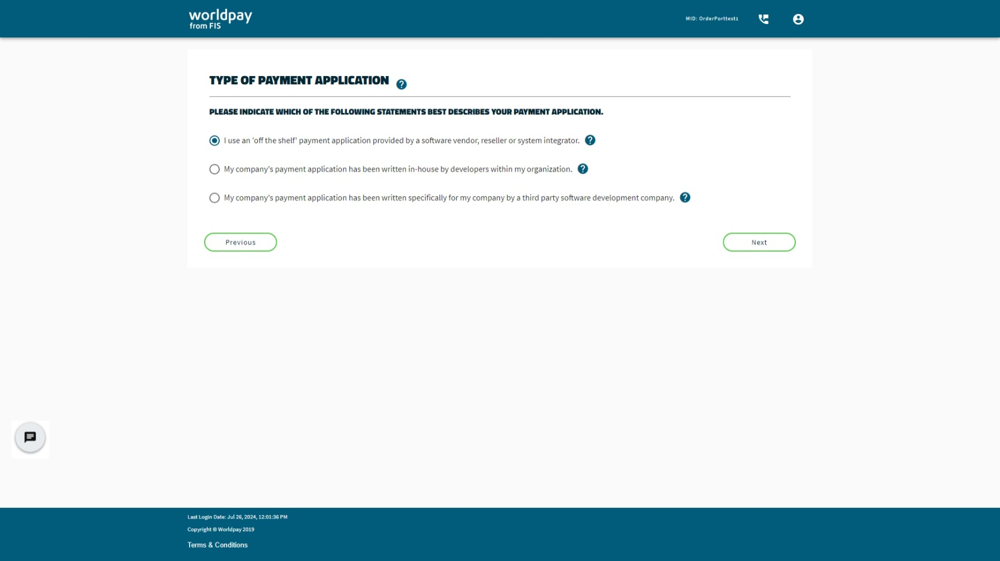 worldpay
from FIS
MID: OrderPorttest1
TYPE OF PAYMENT APPLICATION
PLEASE INDICATE WHICH OF THE FOLLOWING STATEMENTS BEST DESCRIBES YOUR PAYMENT APPLICATION.
I use an 'off the shelf' payment application provided by a software vendor, reseller or system integrator.
My company's payment application has been written in-house by developers within my organization.
My company's payment application has been written specifically for my company by a third party software development company.
Previous
Next
Last Login Date: Jul 26, 2024, 12:01:36 PM
Copyright © Worldpay 2019
Terms & Conditions